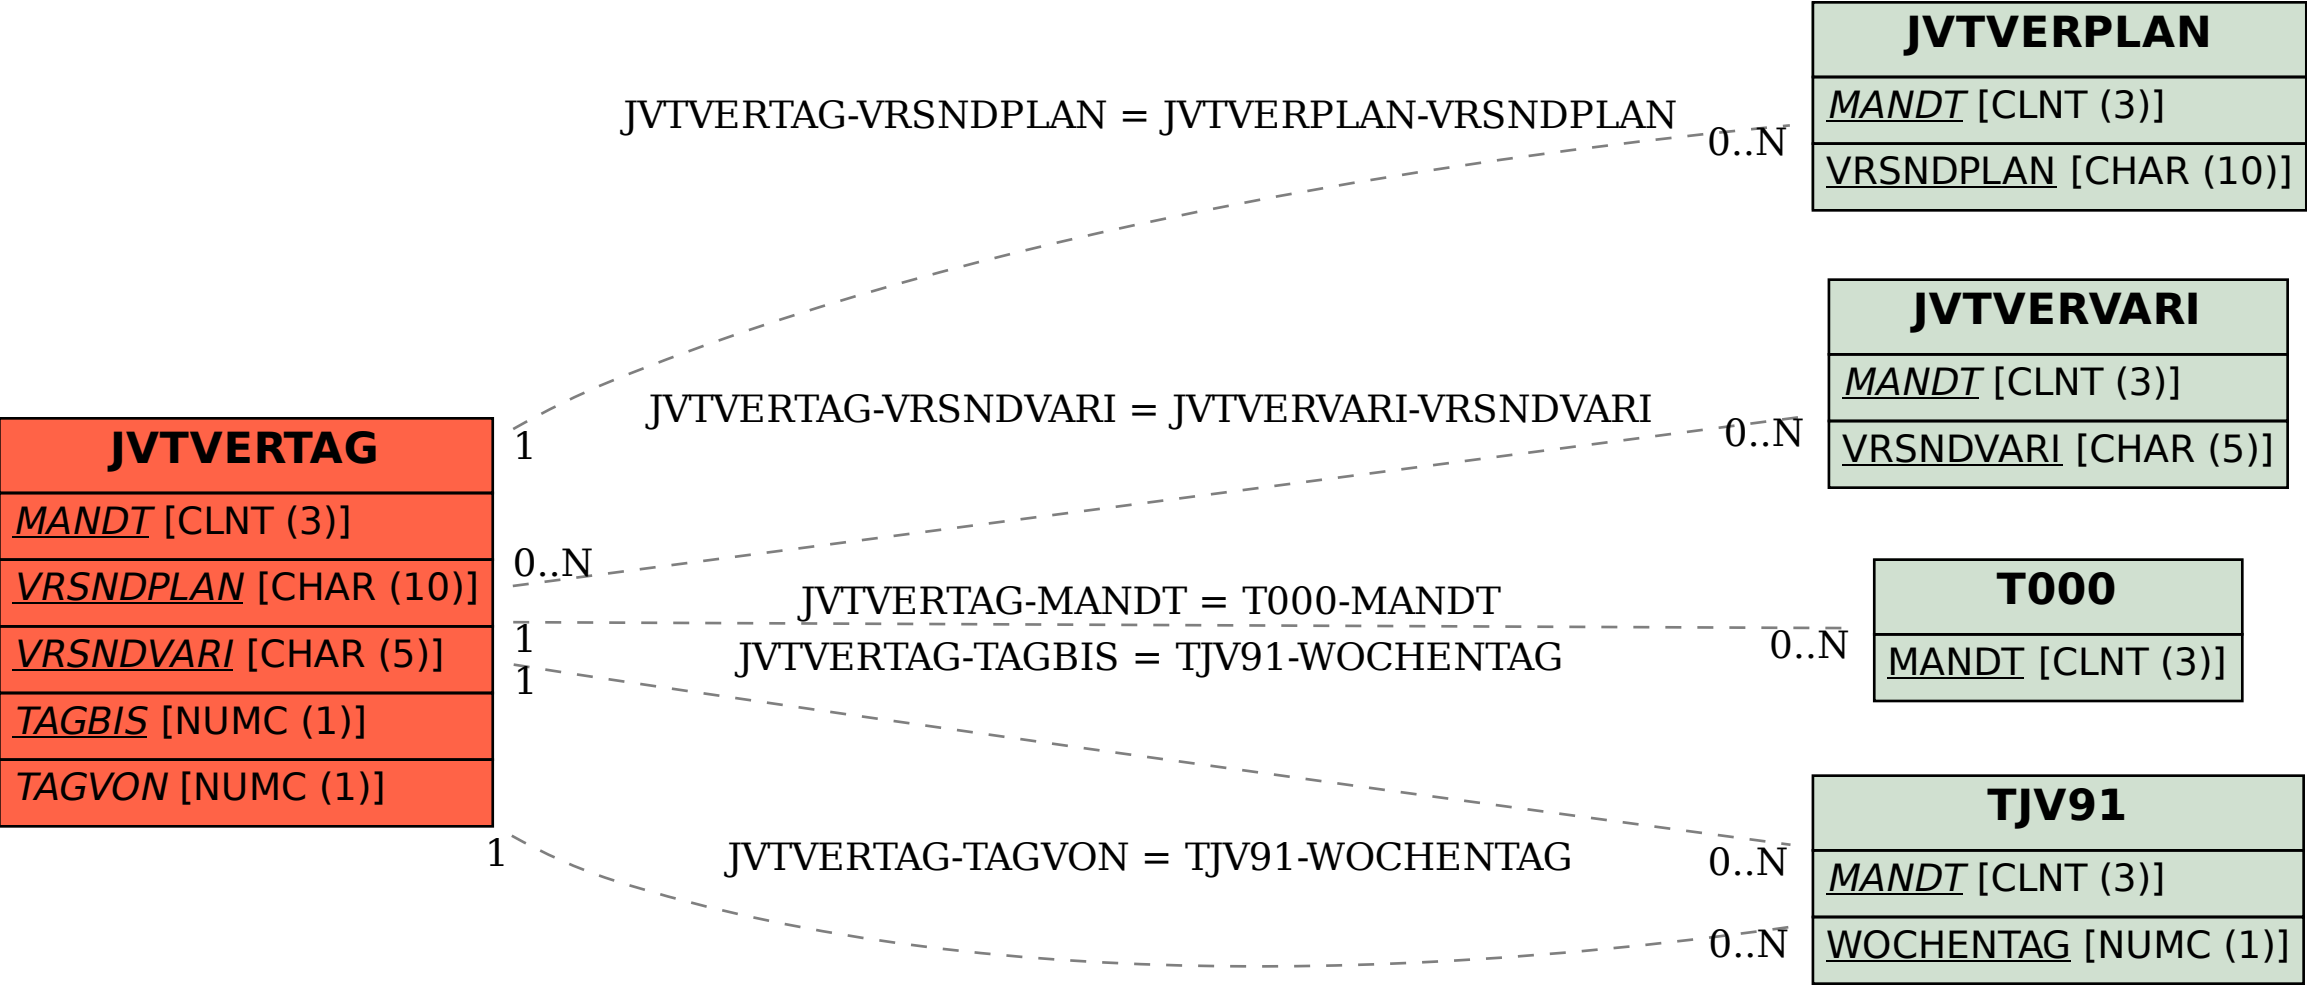 JVTVERPLAN
MANDT [CLNT (3)]
VRSNDPLAN [CHAR (10)]
JVTVERTAG-VRSNDPLAN = JVTVERPLAN-VRSNDPLAN
0..N
1
JVTVERVARI
MANDT [CLNT (3)]
VRSNDVARI [CHAR (5)]
JVTVERTAG-VRSNDVARI = JVTVERVARI-VRSNDVARI
0..N
0..N
JVTVERTAG
MANDT [CLNT (3)]
VRSNDPLAN [CHAR (10)]
VRSNDVARI [CHAR (5)]
TAGBIS [NUMC (1)]
TAGVON [NUMC (1)]
JVTVERTAG-MANDT = T000-MANDT
1
0..N
T000
MANDT [CLNT (3)]
JVTVERTAG-TAGBIS = TJV91-WOCHENTAG
1
0..N
JVTVERTAG-TAGVON = TJV91-WOCHENTAG
1
0..N
TJV91
MANDT [CLNT (3)]
WOCHENTAG [NUMC (1)]